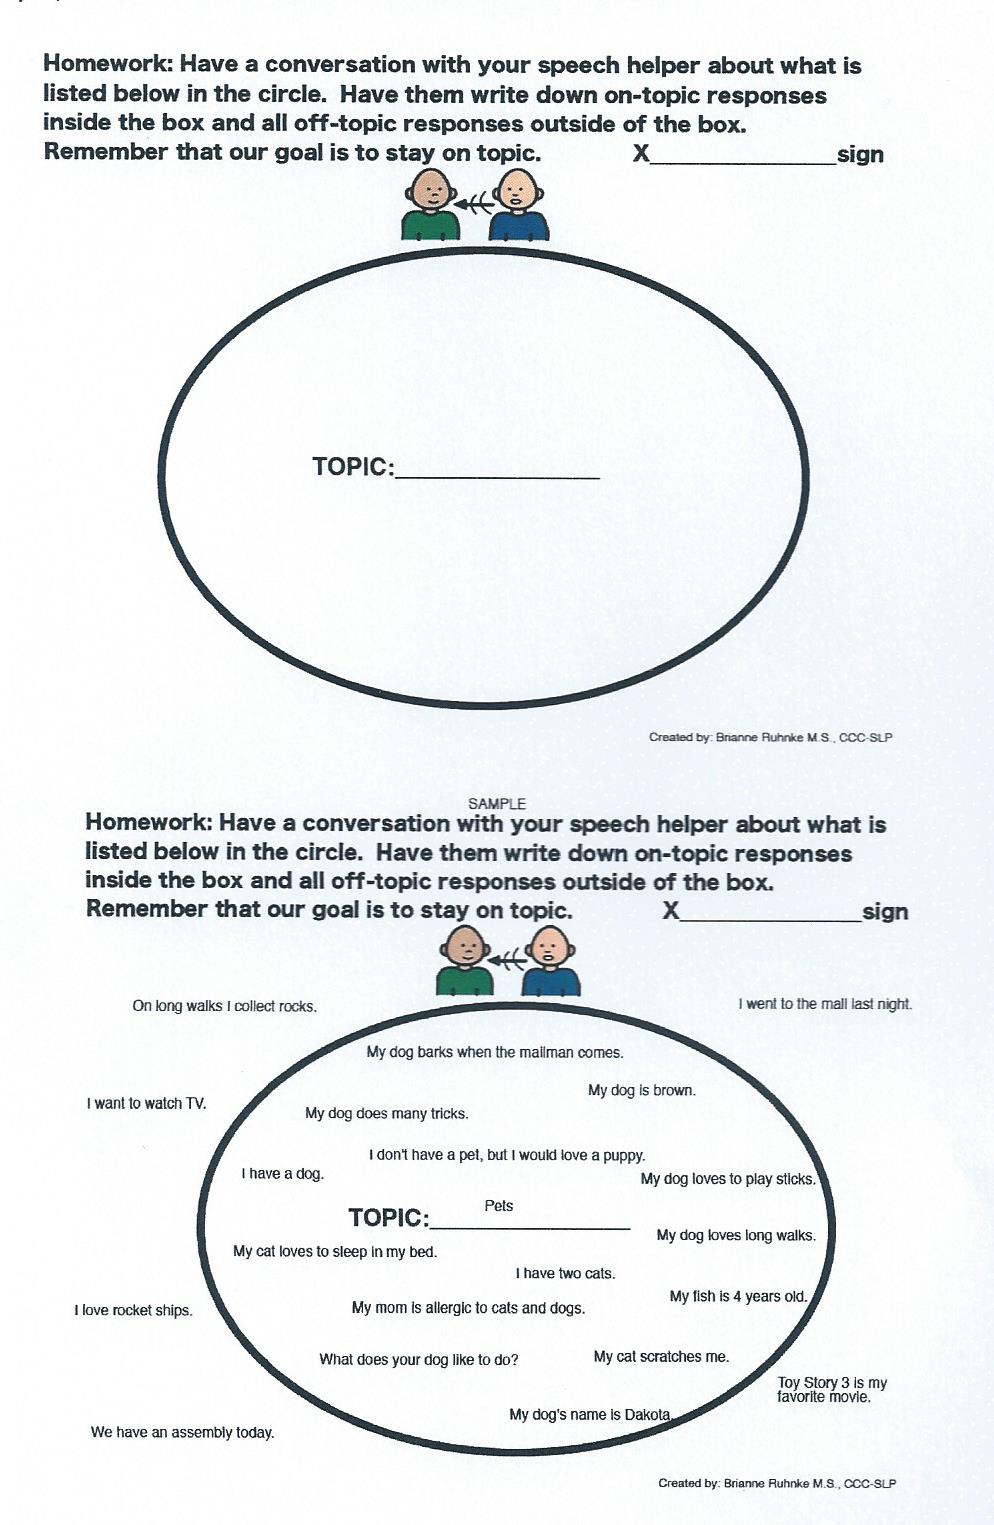 Homework: Have a conversation with your speech helper about what is
listed below in the circle.  Have them write down on-topic responses
inside the box and all off-topic responses outside of the box.
Remember that our goal is to stay on topic. X______________sign
TOPIC:_______________
Created by: Brianne Ruhnke M.S., CCC-SLP
SAMPLE
Homework: Have a conversation with your speech helper about what is
listed below in the circle.  Have them write down on-topic responses
inside the box and all off-topic responses outside of the box.
Remember that our goal is to stay on topic. X______________sign
On long walks I collect rocks.
I went to the mall last night.
My dog barks when the mailman comes.
My dog is brown.
I want to watch TV.
My dog does many tricks.
I don't have a pet, but I would love a puppy.
I have a dog.
My dog loves to play sticks.
Pets
TOPIC:_______________
My dog loves long walks.
My cat loves to sleep in my bed.
I have two cats.
My fish is 4 years old.
I love rocket ships.
My mom is allergic to cats and dogs.
What does your dog like to do?
My cat scratches me.
Toy Story 3 is my
favorite movie.
My dog's name is Dakota.
We have an assembly today.
Created by: Brianne Ruhnke M.S., CCC-SLP